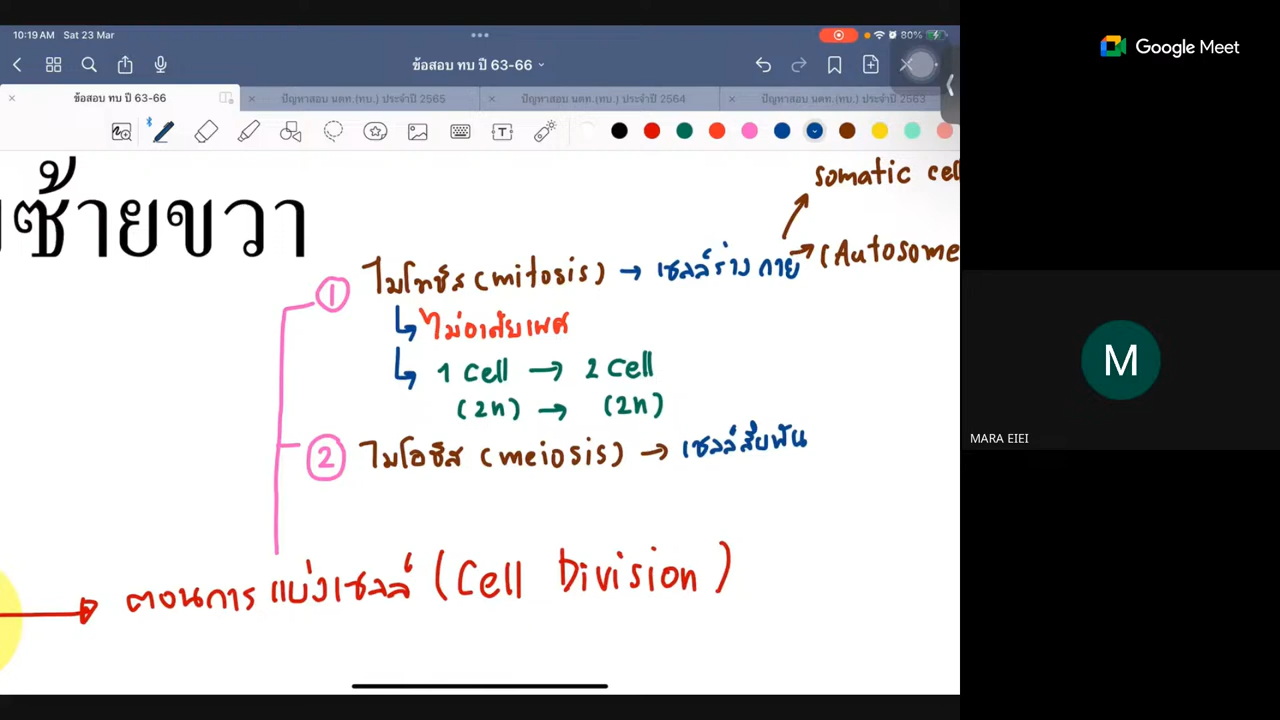 10:19 AM Sat 23 Mar
80%
Google Meet
ข้อสอบ ทบ ปี 63-66
ข้อสอบ ทบ ปี 63-66
ปัญหาสอบ นดท.(ทบ.) ประจำปี 2565
ปัญหาสอบ นดท.(ทบ.) ประจำปี 2564
ปัญหาสอบ นดท.(ทบ.) ประจำปี 2563
somatic cell
ซ้ายขวา
① ไมโทซิส (mitosis) → เซลล์ร่างกาย → (Autosome
ไม่อาศัยเพศ
1 cell → 2 cell
(2n) → (2n)
② ไมโอซิส (meiosis) → เซลล์สืบพัน
ตอนการแบ่งเซลล์ (Cell Division)
M
MARA EIEI